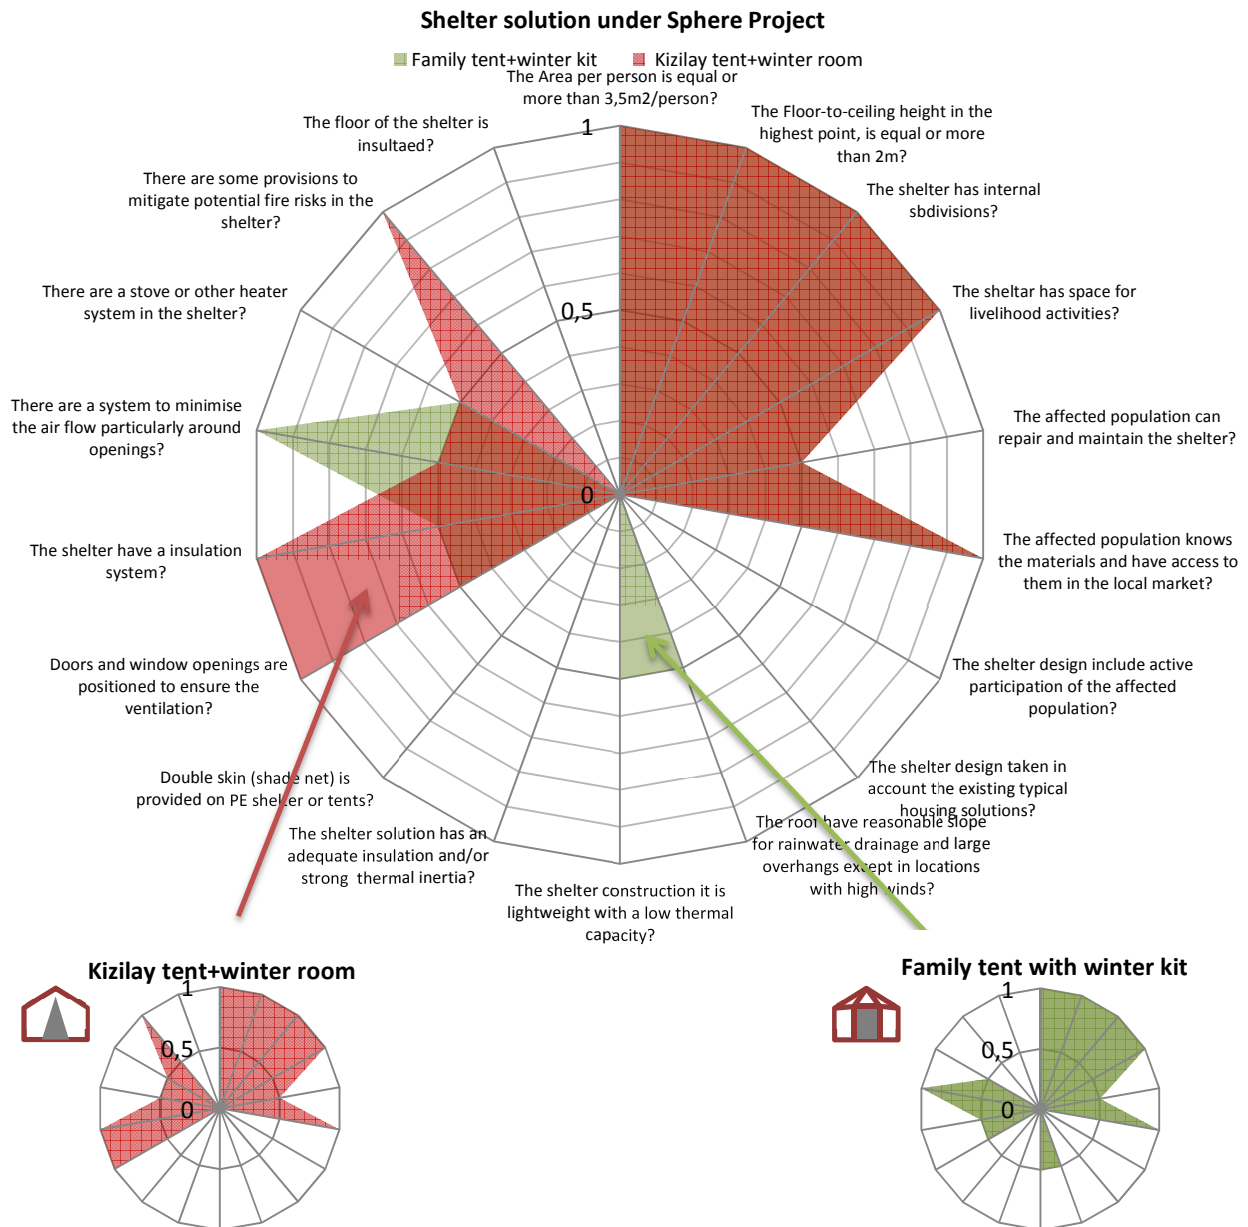 Shelter solution under Sphere Project
Family tent+winter kit
Kizilay tent+winter room
The Area per person is equal or
more than 3,5m2/person?
The Floor-to-ceiling height in the
highest point, is equal or more
than 2m?
The shelter has internal
sbdivisions?
The sheltar has space for
livelihood activities?
The affected population can
repair and maintain the shelter?
The affected population knows
the materials and have access to
them in the local market?
The shelter design include active
participation of the affected
population?
The shelter design taken in
account the existing typical
housing solutions?
The roof have reasonable slope
for rainwater drainage and large
overhangs except in locations
with high winds?
The shelter construction it is
lightweight with a low thermal
capacity?
The shelter solution has an
adequate insulation and/or
strong thermal inertia?
Double skin (shade net) is
provided on PE shelter or tents?
Doors and window openings are
positioned to ensure the
ventilation?
The shelter have a insulation
system?
There are a system to minimise
the air flow particularly around
openings?
There are a stove or other heater
system in the shelter?
There are some provisions to
mitigate potential fire risks in the
shelter?
The floor of the shelter is
insultaed?
1
0,5
0
Kizilay tent+winter room
1
0,5
0
Family tent with winter kit
1
0,5
0